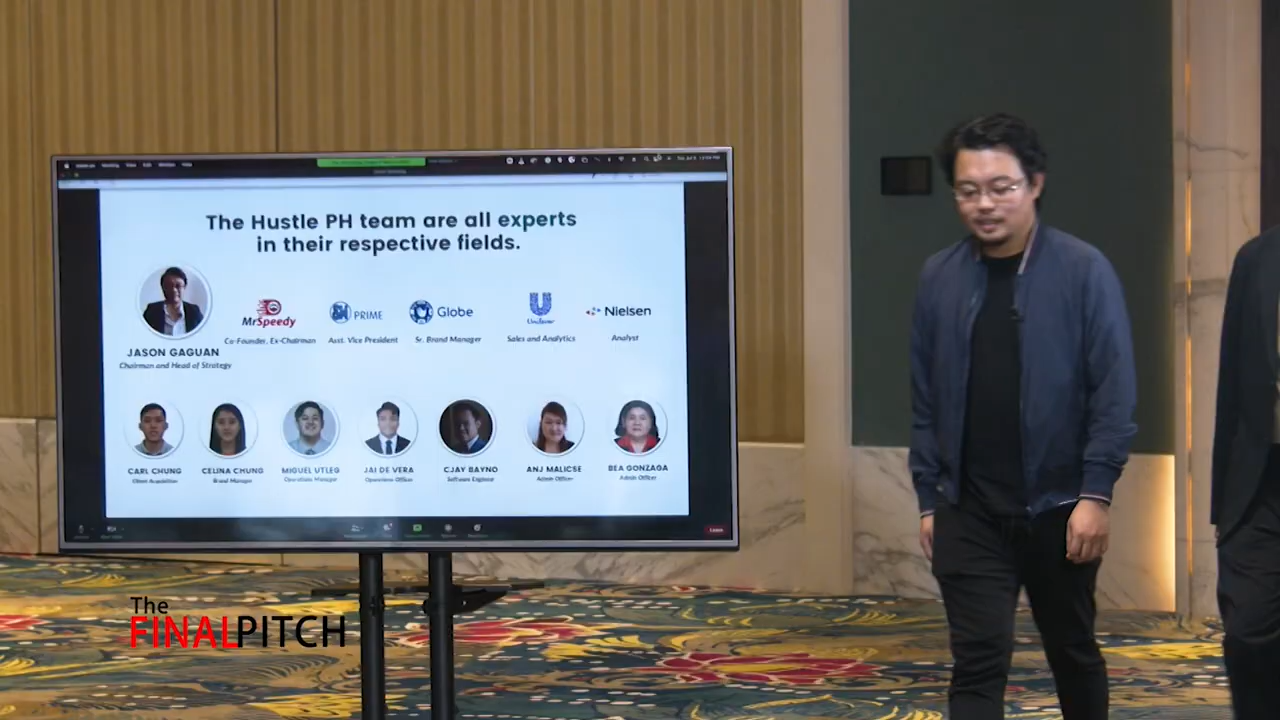 The Hustle PH team are all experts
in their respective fields.
MrSpeedy
PRIME
Globe
Unilever
Nielsen
Co-Founder, Ex-Chairman
Asst. Vice President
Sr. Brand Manager
Sales and Analytics
Analyst
JASON GAGUAN
Chairman and Head of Strategy
CARL CHUNG
CELINA CHUNG
MIGUEL UTLEG
JAI DE VERA
CJAY BAYNO
ANJ MALICSE
BEA GONZAGA
Client Acquisition
Brand Manager
Operations Manager
Operations Officer
Software Engineer
Admin Officer
Admin Officer
Leave
The
FINALPITCH